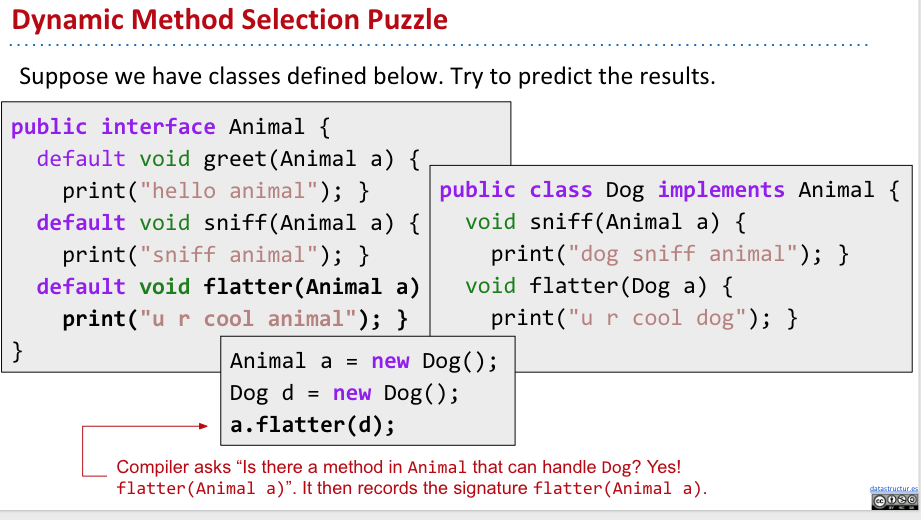 Dynamic Method Selection Puzzle
Suppose we have classes defined below. Try to predict the results.
public interface Animal {
default void greet(Animal a) {
print("hello animal"); }
default void sniff(Animal a) {
print("sniff animal"); }
default void flatter(Animal a)
print("u r cool animal"); }
}
public class Dog implements Animal {
void sniff(Animal a) {
print("dog sniff animal"); }
void flatter(Dog a) {
print("u r cool dog"); }
Animal a = new Dog();
Dog d = new Dog();
a.flatter(d);
Compiler asks “Is there a method in Animal that can handle Dog? Yes!
flatter(Animal a)”. It then records the signature flatter(Animal a).
datastructur.es